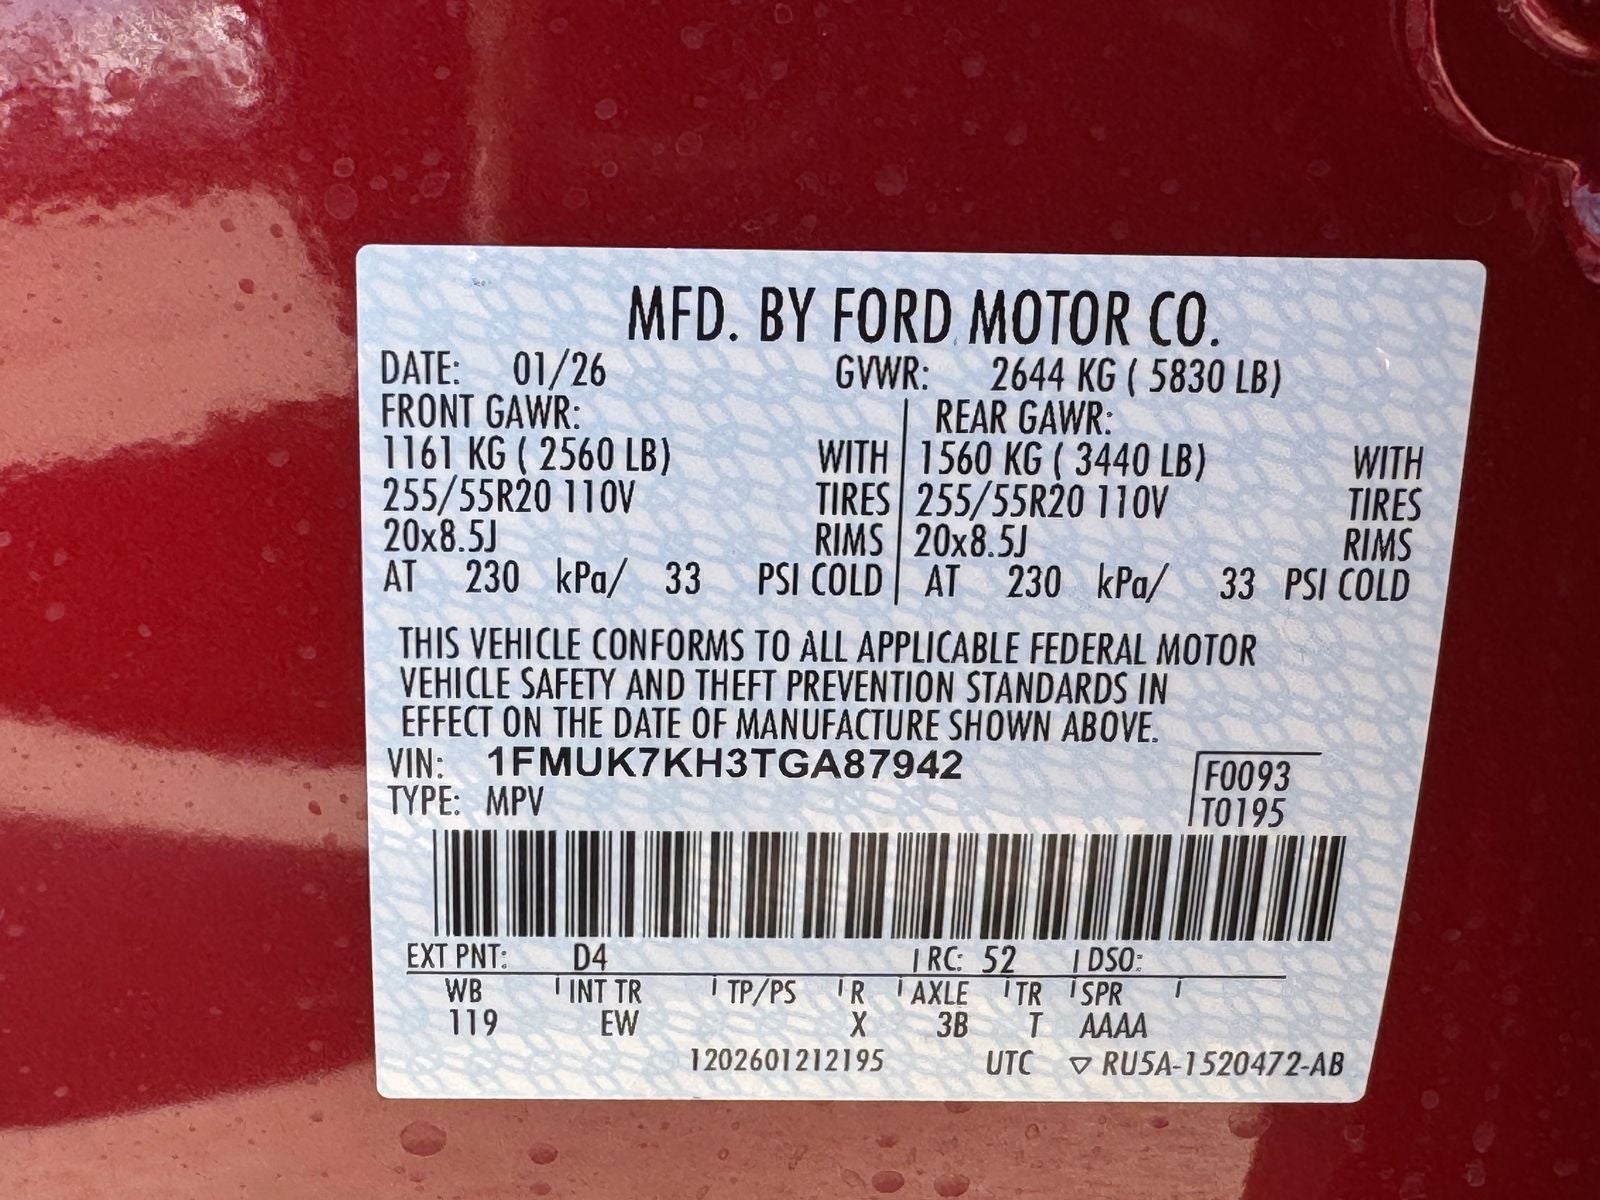 MFD. BY FORD MOTOR CO.
DATE: 01/26 GVWR: 2644 KG ( 5830 LB)
FRONT GAWR: REAR GAWR:
1161 KG ( 2560 LB) WITH 1560 KG ( 3440 LB) WITH
255/55R20 110V TIRES 255/55R20 110V TIRES
20x8.5J RIMS 20x8.5J RIMS
AT 230 kPa/ 33 PSI COLD AT 230 kPa/ 33 PSI COLD
THIS VEHICLE CONFORMS TO ALL APPLICABLE FEDERAL MOTOR
VEHICLE SAFETY AND THEFT PREVENTION STANDARDS IN
EFFECT ON THE DATE OF MANUFACTURE SHOWN ABOVE.
VIN: 1FMUK7KH3TGA87942
TYPE: MPV
F0093
T0195
EXT PNT: D4 RC: 52 DSO:
WB INT TR TP/PS R AXLE TR SPR
119 EW X 3B T AAAA
1202601212195 UTC ▽ RU5A-1520472-AB